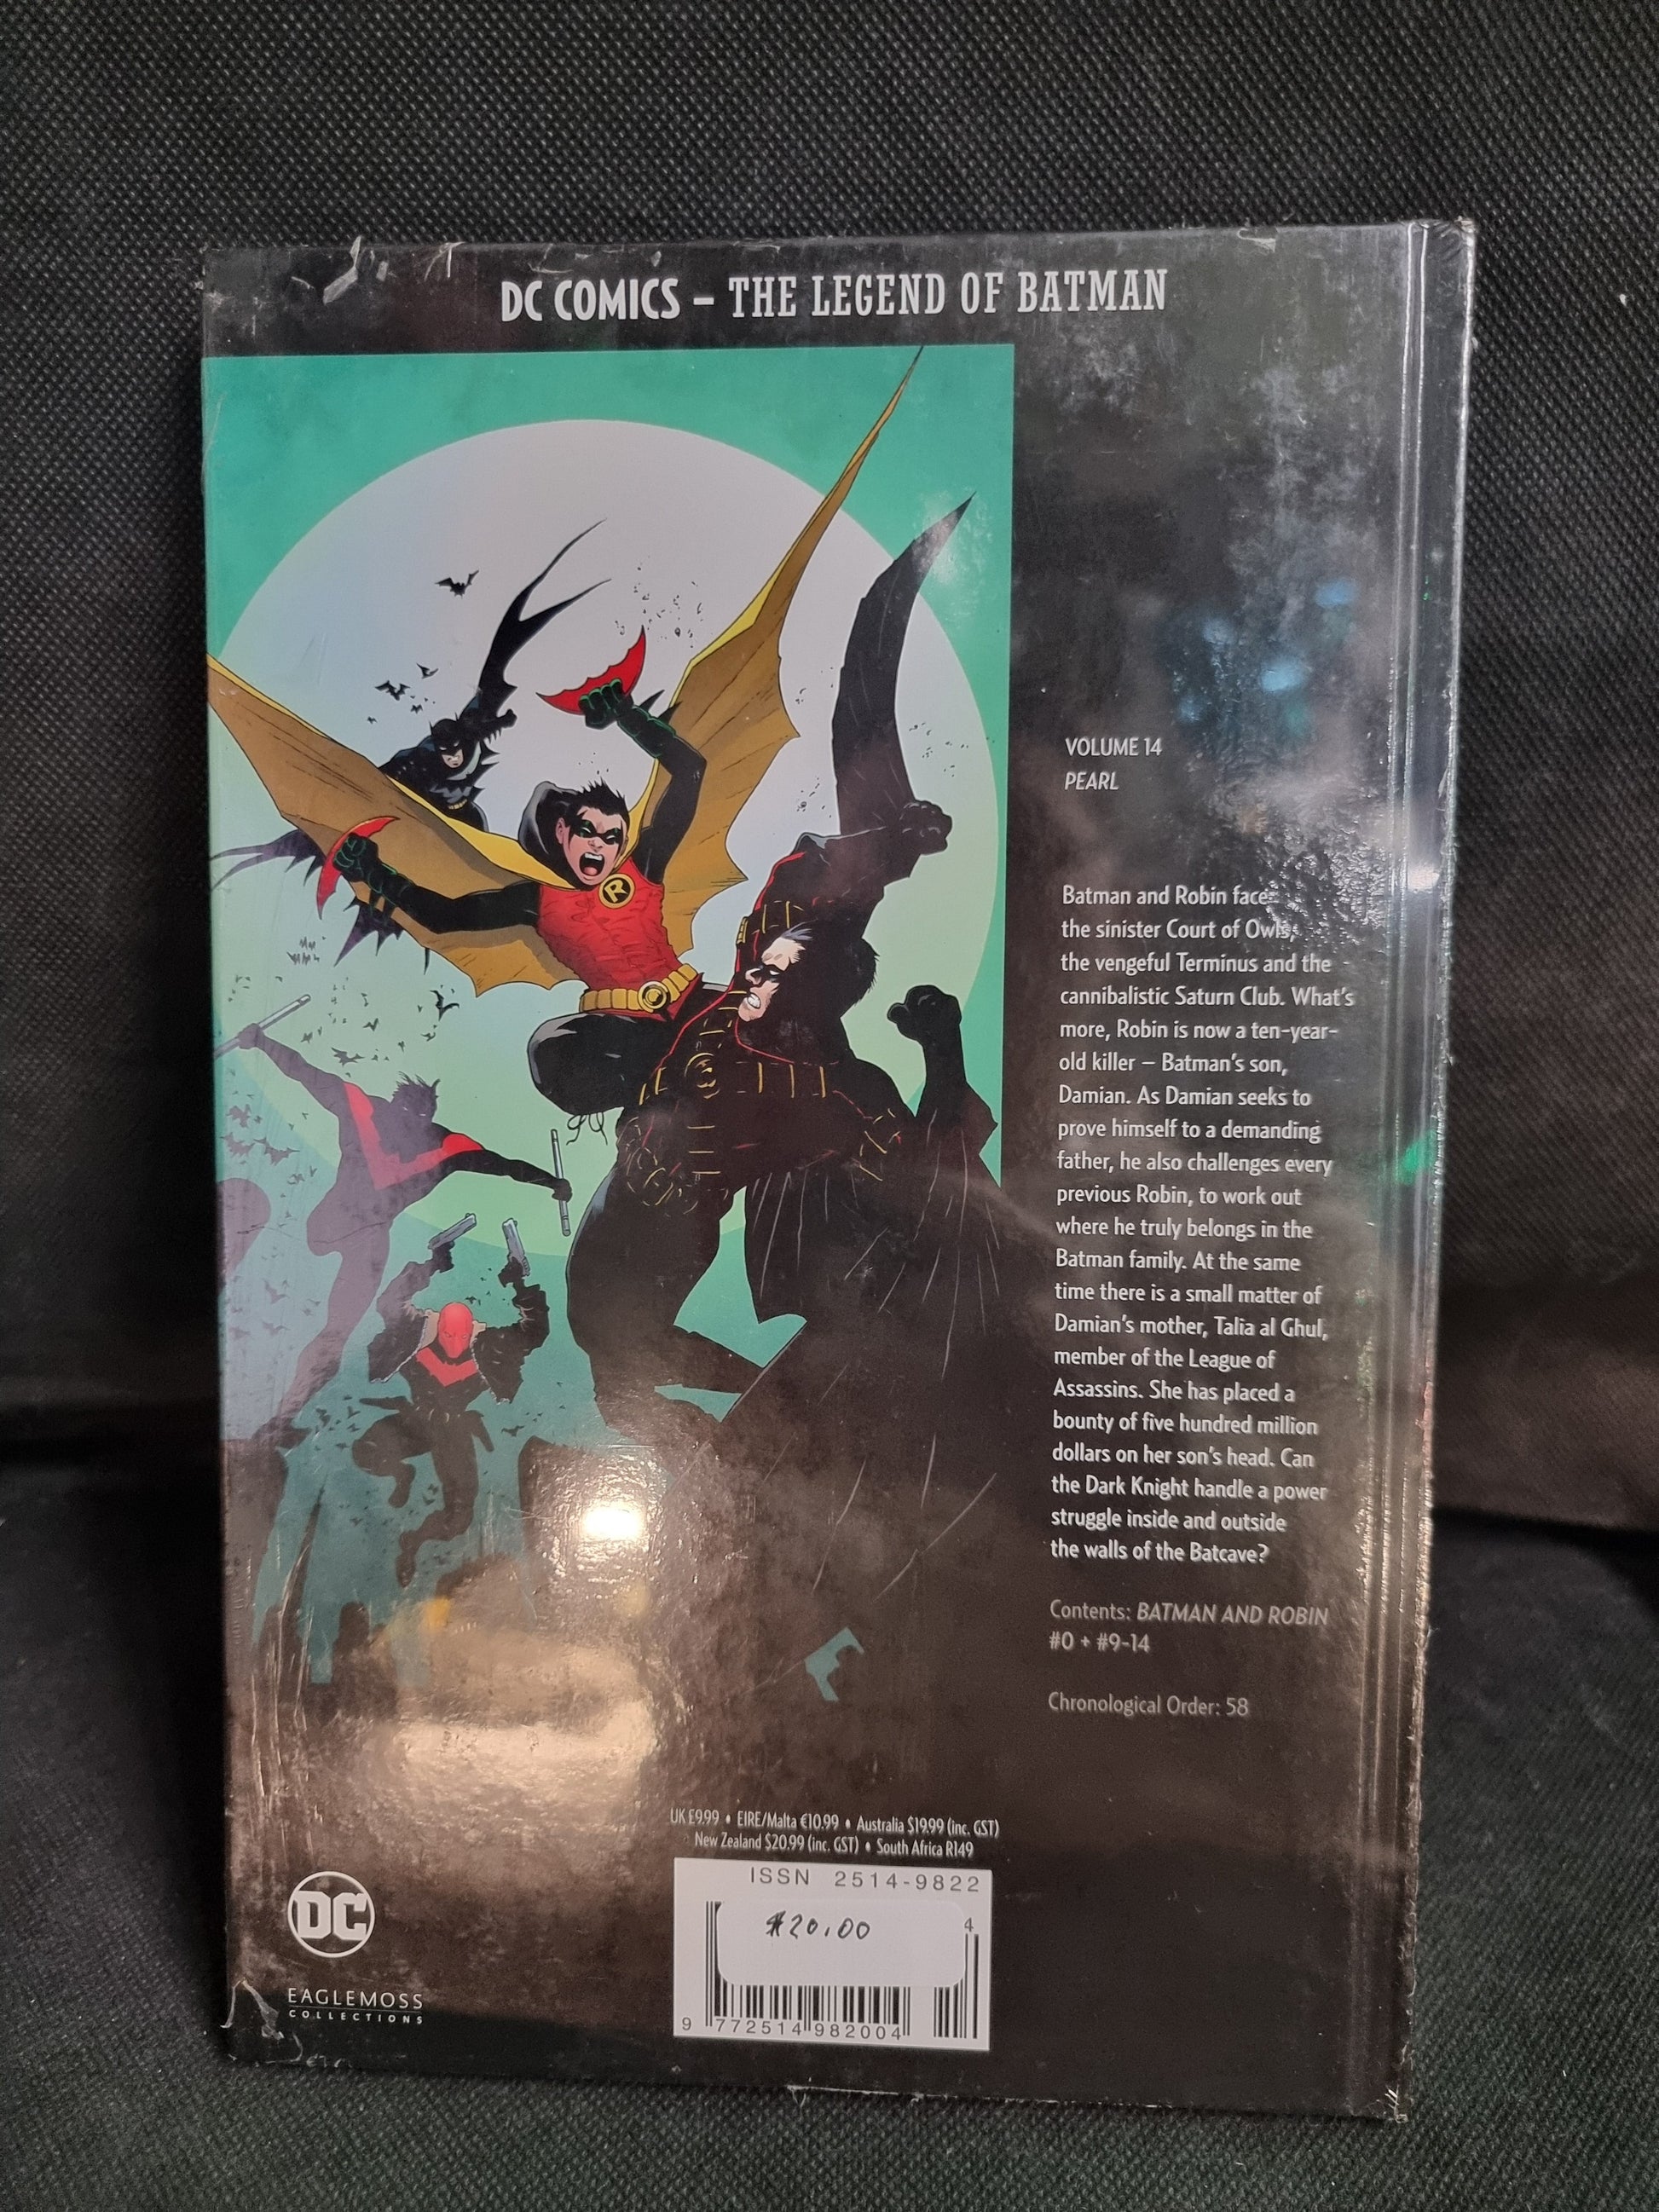 DC COMICS – THE LEGEND OF BATMAN
R
VOLUME 14
PEARL
Batman and Robin face
the sinister Court of Owls,
the vengeful Terminus and the
cannibalistic Saturn Club. What's
more, Robin is now a ten-year-
old killer – Batman's son,
Damian. As Damian seeks to
prove himself to a demanding
father, he also challenges every
previous Robin, to work out
where he truly belongs in the
Batman family. At the same
time there is a small matter of
Damian's mother, Talia al Ghul,
member of the League of
Assassins. She has placed a
bounty of five hundred million
dollars on her son's head. Can
the Dark Knight handle a power
struggle inside and outside
the walls of the Batcave?
Contents: BATMAN AND ROBIN
#0 + #9-14
Chronological Order: 58
UK £9.99 • EIRE/Malta €10.99 • Australia $19.99 (inc. GST)
New Zealand $20.99 (inc. GST) • South Africa R149
ISSN 2514-9822
$20.00
4
9 772514 982004
DC
EAGLEMOSS
COLLECTIONS